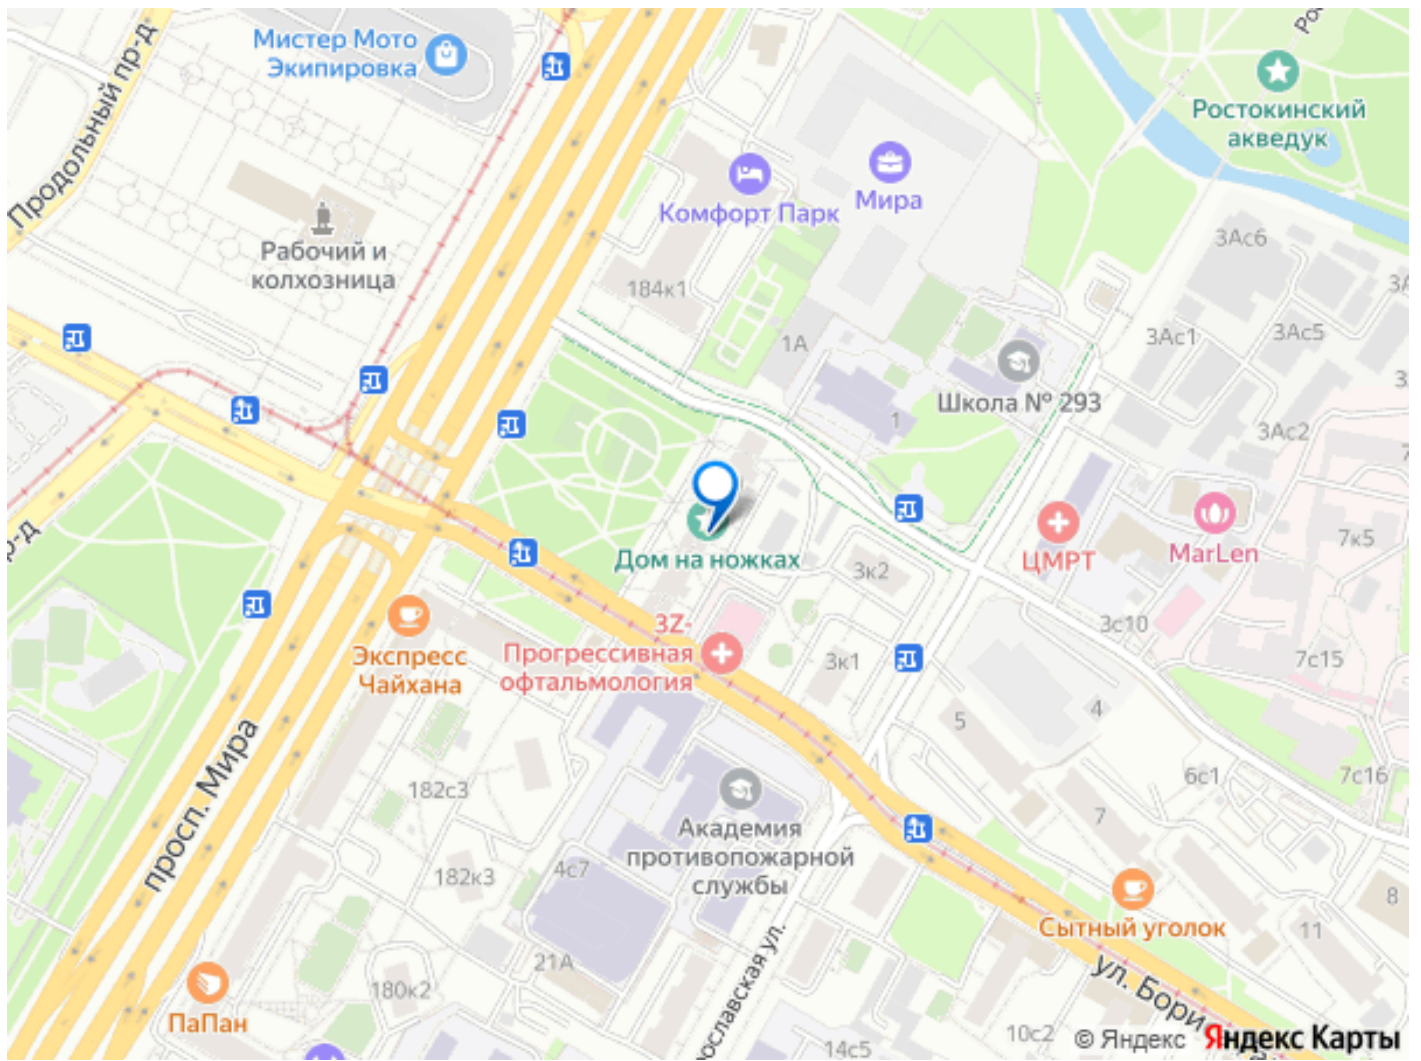 Мистер Мото
Экипировка
Продольный пр-д
Ростокинский
акведук
Комфорт Парк
Мира
Рабочий и
колхозница
184к1
3Ас6
1А
3Ас1
3Ас5
Школа № 293
1
3Ас2
Дом на ножках
3к2
ЦМРТ
MarLen
7к5
3Z-
Прогрессивная
офтальмология
3к1
3с10
7с15
Экспресс
Чайхана
5
4
просп. Мира
182с3
6с1
7с16
7
Академия
противопожарной
службы
4с7
182к3
8
Сытный уголок
11
21А
180к2
ул. Бори
ПаПан
рославская ул.
10с2
14с5
© Яндекс
Яндекс Карты